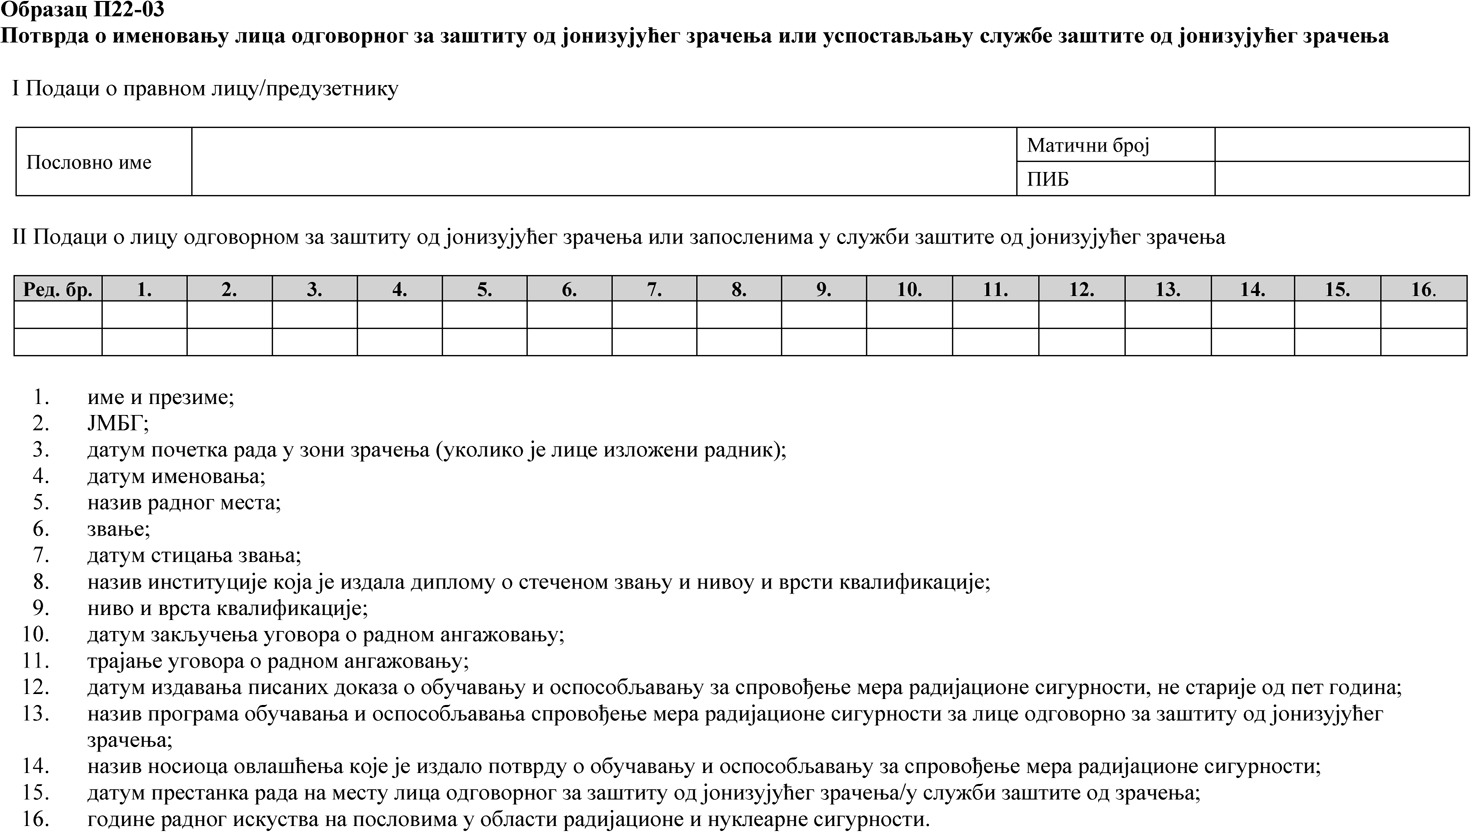 Образац П22-03
Потврда о именовању лица одговорног за заштиту од јонизујућег зрачења или успостављању службе заштите од јонизујућег зрачења
I Подаци о правном лицу/предузетнику
Пословно име
Матични број
ПИБ
II Подаци о лицу одговорном за заштиту од јонизујућег зрачења или запосленима у служби заштите од јонизујућег зрачења
Ред. бр. 1. 2. 3. 4. 5. 6. 7. 8. 9. 10. 11. 12. 13. 14. 15. 16.
1. име и презиме;
2. ЈМБГ;
3. датум почетка рада у зони зрачења (уколико је лице изложени радник);
4. датум именовања;
5. назив радног места;
6. звање;
7. датум стицања звања;
8. назив институције која је издала диплому о стеченом звању и нивоу и врсти квалификације;
9. ниво и врста квалификације;
10. датум закључења уговора о радном ангажовању;
11. трајање уговора о радном ангажовању;
12. датум издавања писаних доказа о обучавању и оспособљавању за спровођење мера радијационе сигурности, не старије од пет година;
13. назив програма обучавања и оспособљавања спровођење мера радијационе сигурности за лице одговорно за заштиту од јонизујућег
зрачења;
14. назив носиоца овлашћења које је издало потврду о обучавању и оспособљавању за спровођење мера радијационе сигурности;
15. датум престанка рада на месту лица одговорног за заштиту од јонизујућег зрачења/у служби заштите од зрачења;
16. године радног искуства на пословима у области радијационе и нуклеарне сигурности.